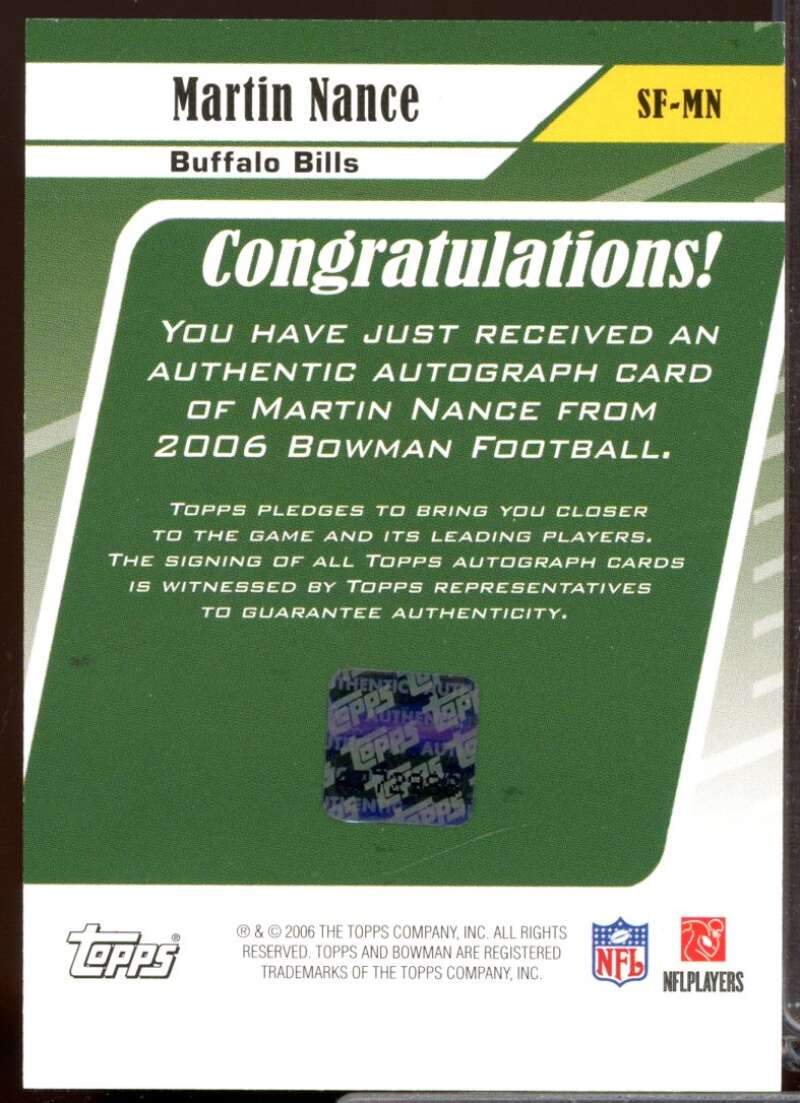 Martin Nance
SF-MN
Buffalo Bills
Congratulations!
YOU HAVE JUST RECEIVED AN
AUTHENTIC AUTOGRAPH CARD
OF MARTIN NANCE FROM
2006 BOWMAN FOOTBALL.
TOPPS PLEDGES TO BRING YOU CLOSER
TO THE GAME AND ITS LEADING PLAYERS.
THE SIGNING OF ALL TOPPS AUTOGRAPH CARDS
IS WITNESSED BY TOPPS REPRESENTATIVES
TO GUARANTEE AUTHENTICITY.
Topps
AUTHEN
Topps
Topps®
® & © 2006 THE TOPPS COMPANY, INC. ALL RIGHTS
RESERVED. TOPPS AND BOWMAN ARE REGISTERED
TRADEMARKS OF THE TOPPS COMPANY, INC.
NFL
NFLPLAYERS